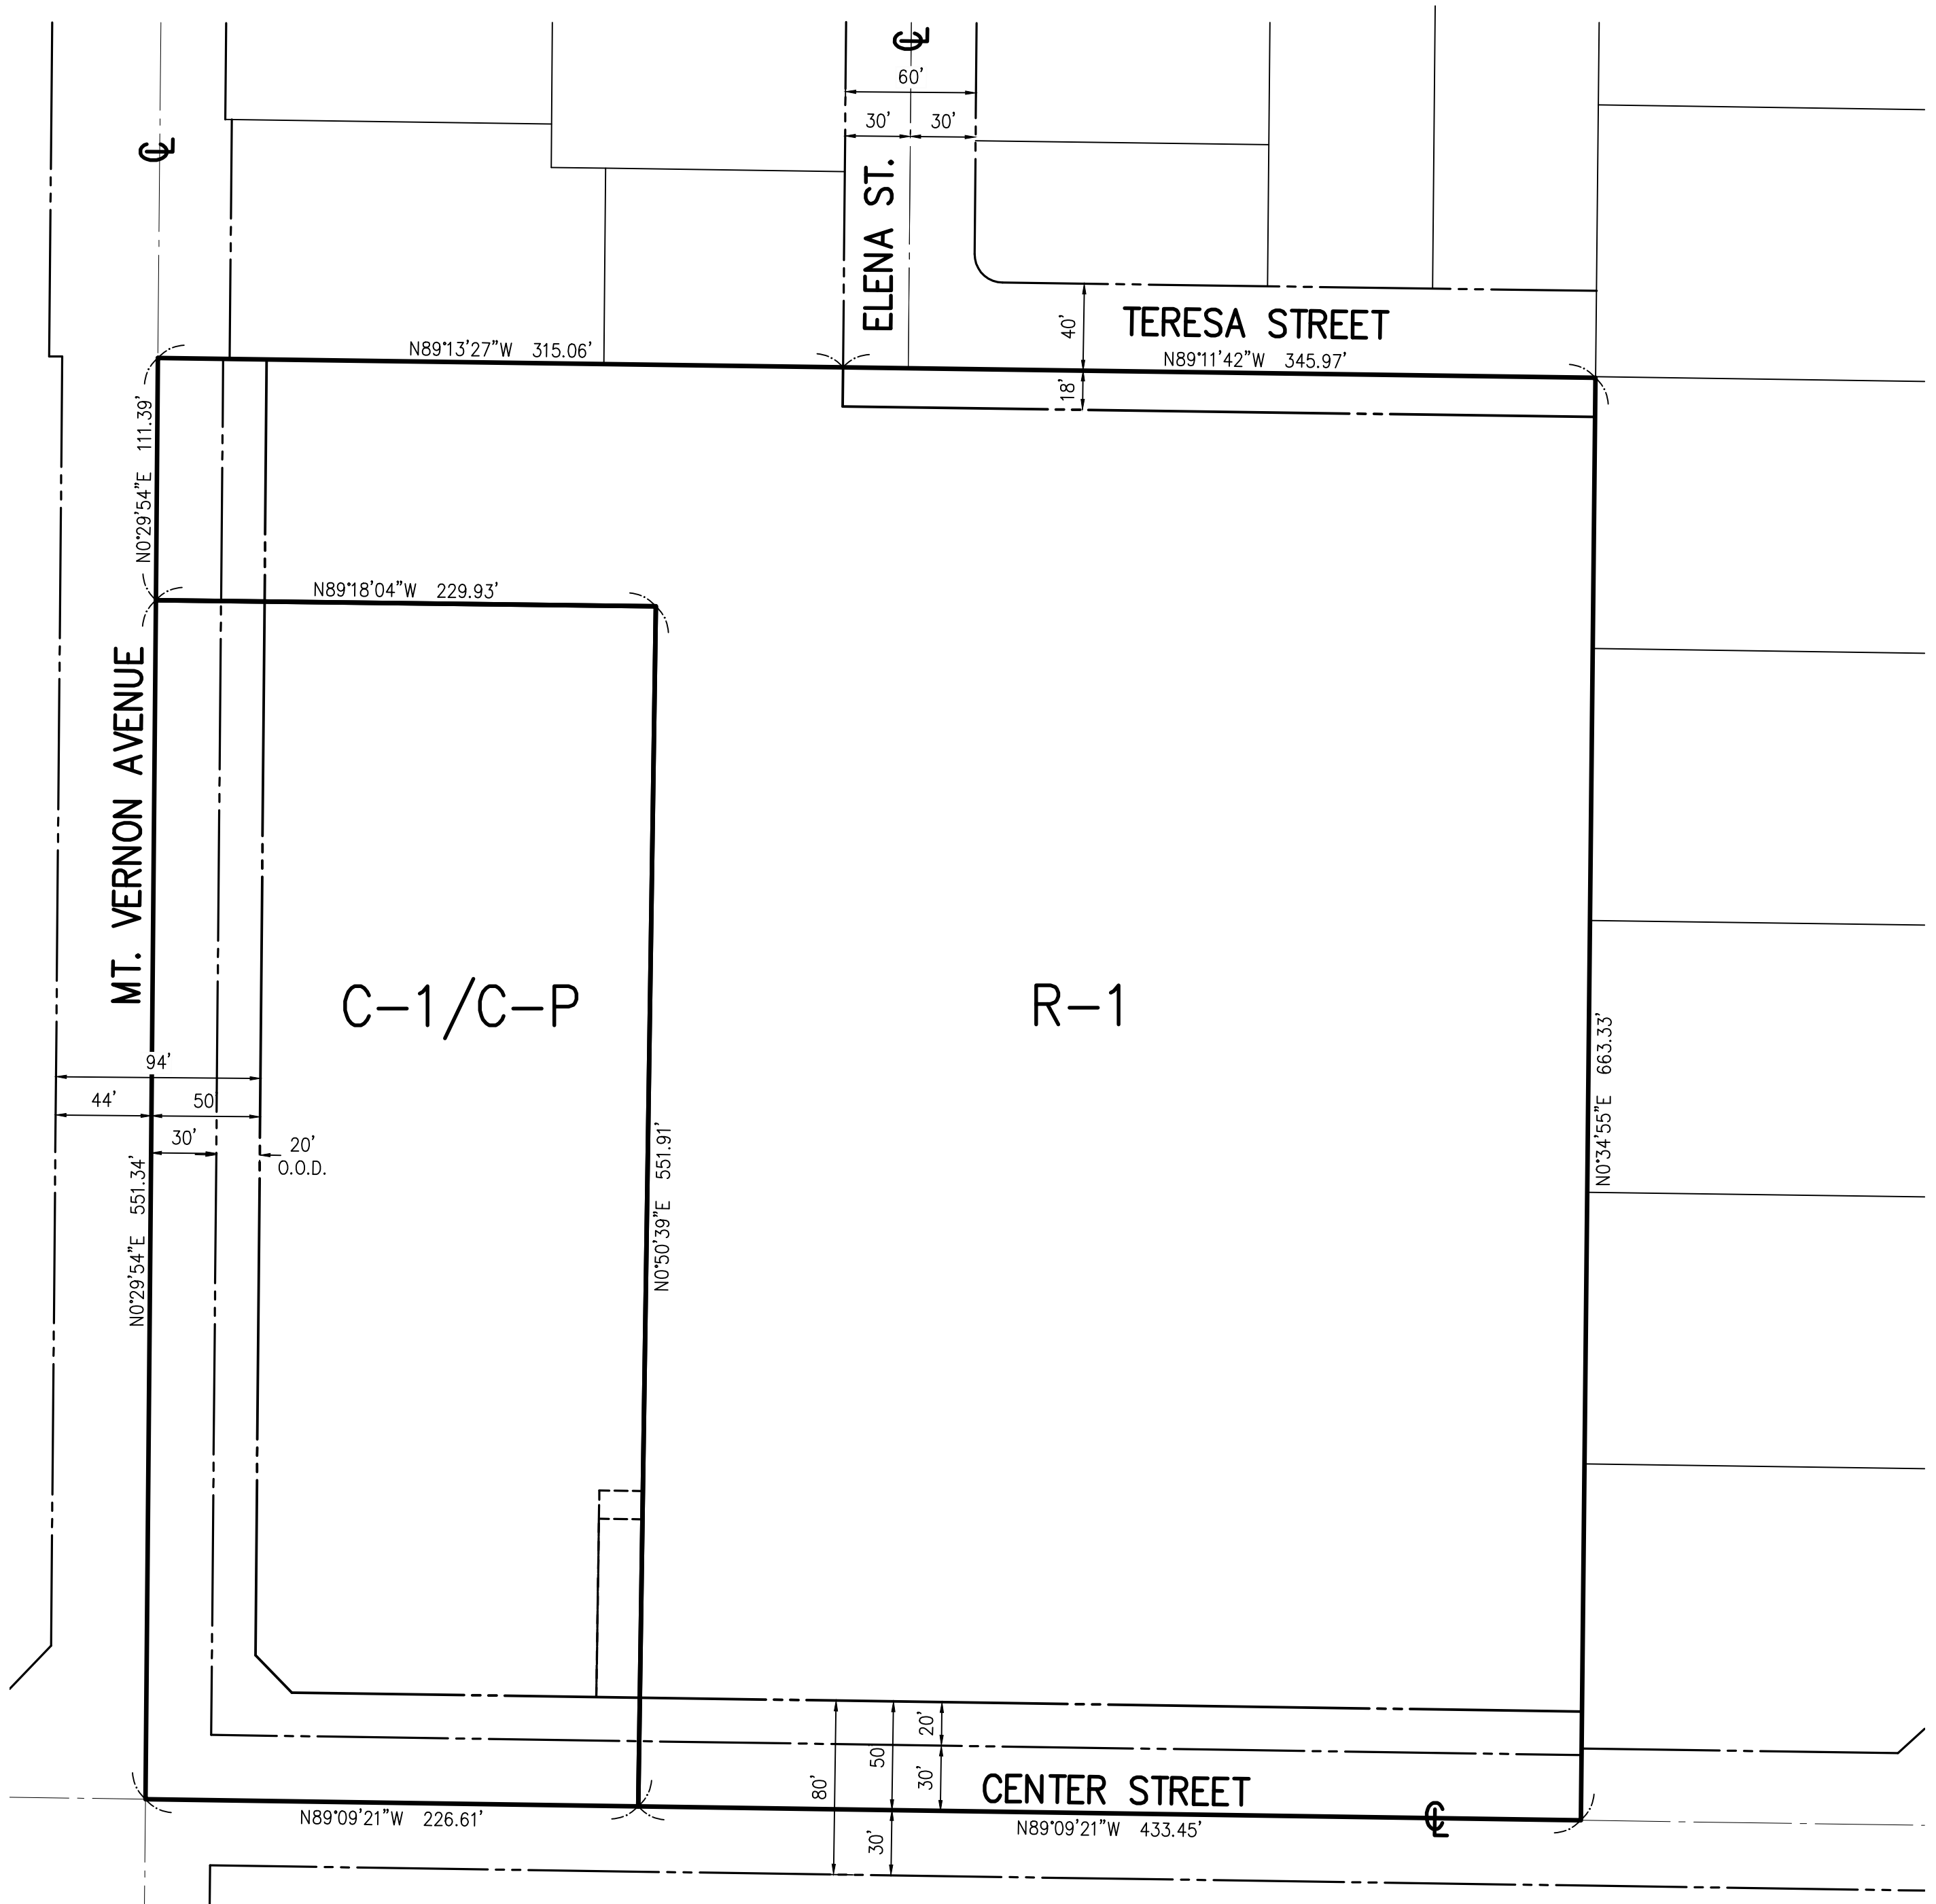 ℄
60'
30' 30'
℄
ELENA ST.
TERESA STREET
40'
N89°13'27"W 315.06'
N89°11'42"W 345.97'
18'
N0°29'54"E 111.39'
N89°18'04"W 229.93'
MT. VERNON AVENUE
C-1/C-P
R-1
94'
44' 50'
30'
20'
O.O.D.
N0°29'54"E 551.34'
N0°50'39"E 551.91'
N0°34'55"E 663.33'
20'
50'
80'
30'
CENTER STREET
℄
N89°09'21"W 226.61'
N89°09'21"W 433.45'
30'